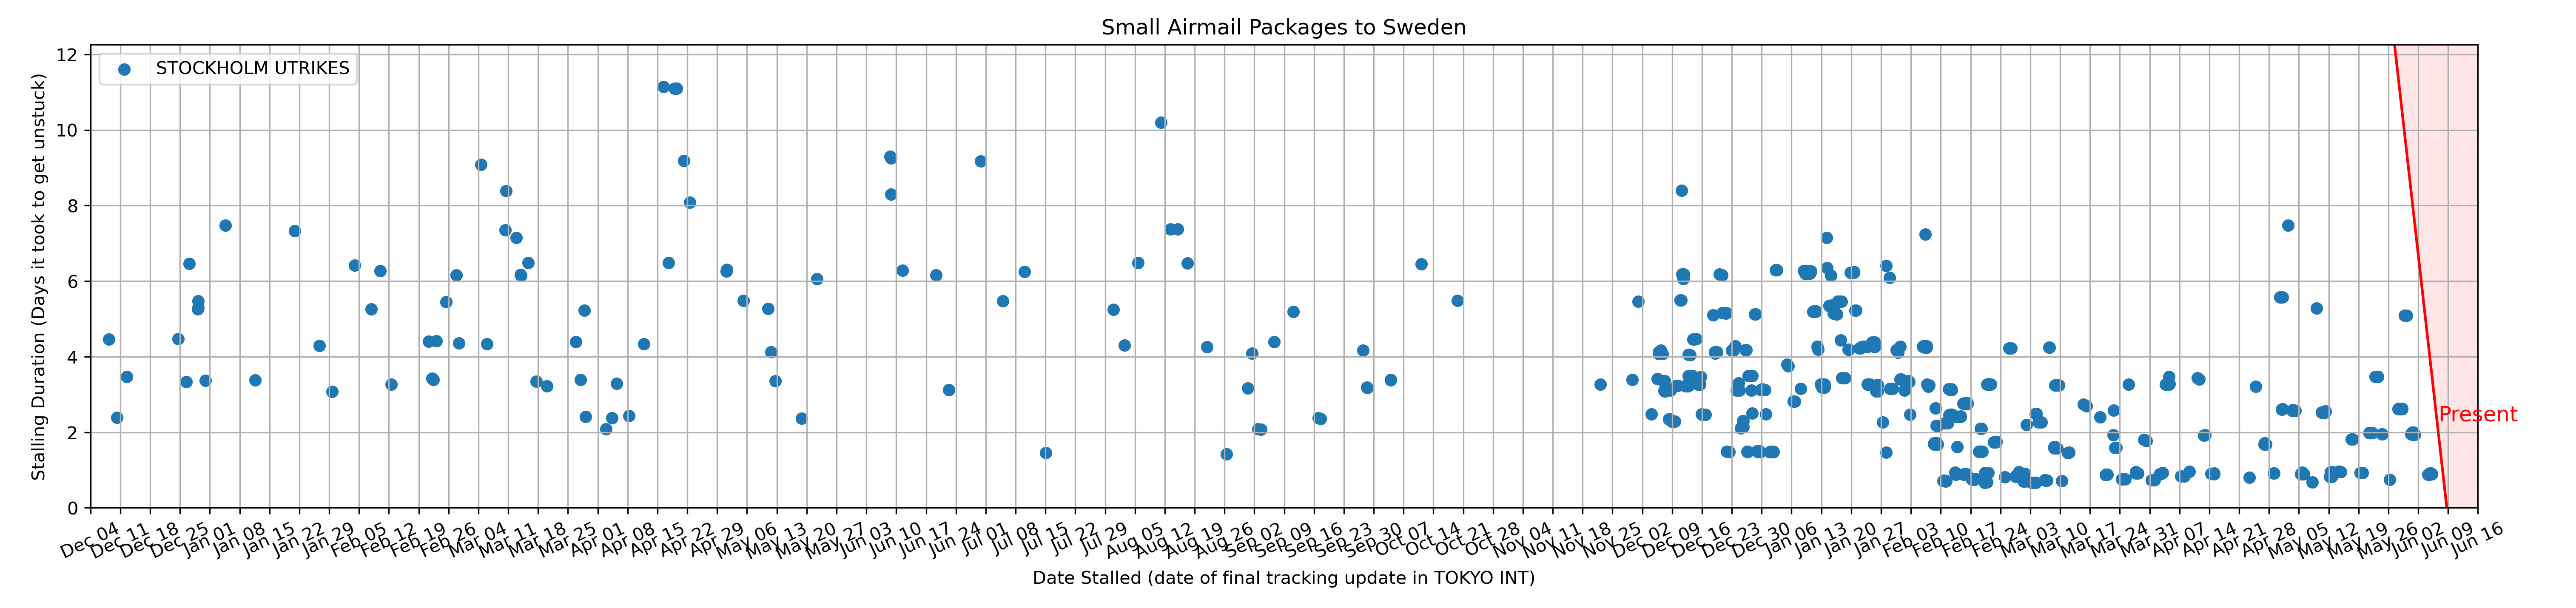 Small Airmail Packages to Sweden
STOCKHOLM UTRIKES
Stalling Duration (Days it took to get unstuck)
12
10
8
6
4
2
0
Present
Dec 04
Dec 11
Dec 18
Dec 25
Jan 01
Jan 08
Jan 15
Jan 22
Jan 29
Feb 05
Feb 12
Feb 19
Feb 26
Mar 04
Mar 11
Mar 18
Mar 25
Apr 01
Apr 08
Apr 15
Apr 22
Apr 29
May 06
May 13
May 20
May 27
Jun 03
Jun 10
Jun 17
Jun 24
Jul 01
Jul 08
Jul 15
Jul 22
Jul 29
Aug 05
Aug 12
Aug 19
Aug 26
Sep 02
Sep 09
Sep 16
Sep 23
Sep 30
Oct 07
Oct 14
Oct 21
Oct 28
Nov 04
Nov 11
Nov 18
Nov 25
Dec 02
Dec 09
Dec 16
Dec 23
Dec 30
Jan 06
Jan 13
Jan 20
Jan 27
Feb 03
Feb 10
Feb 17
Feb 24
Mar 03
Mar 10
Mar 17
Mar 24
Mar 31
Apr 07
Apr 14
Apr 21
Apr 28
May 05
May 12
May 19
May 26
Jun 02
Jun 09
Jun 16
Date Stalled (date of final tracking update in TOKYO INT)